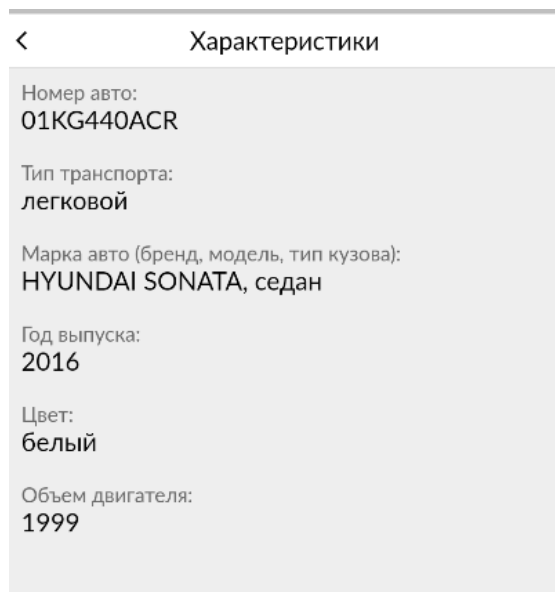 Характеристики
Номер авто:
01KG440ACR
Тип транспорта:
легковой
Марка авто (бренд, модель, тип кузова):
HYUNDAI SONATA, седан
Год выпуска:
2016
Цвет:
белый
Объем двигателя:
1999